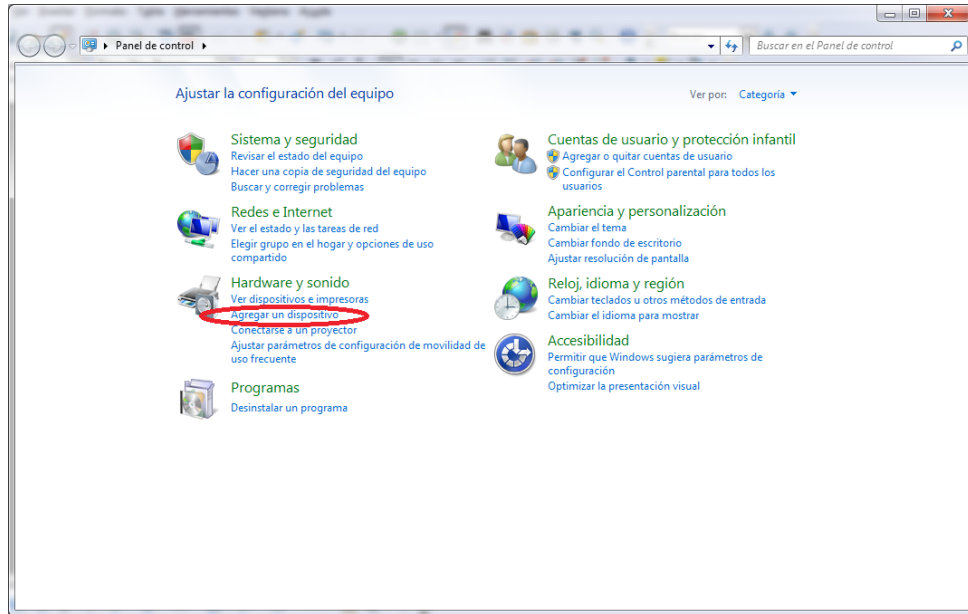 Panel de control
Buscar en el Panel de control
Ajustar la configuración del equipo
Ver por: Categoría
Sistema y seguridad
Revisar el estado del equipo
Hacer una copia de seguridad del equipo
Buscar y corregir problemas
Redes e Internet
Ver el estado y las tareas de red
Elegir grupo en el hogar y opciones de uso
compartido
Hardware y sonido
Ver dispositivos e impresoras
Agregar un dispositivo
Conectarse a un proyector
Ajustar parámetros de configuración de movilidad de
uso frecuente
Programas
Desinstalar un programa
Cuentas de usuario y protección infantil
Agregar o quitar cuentas de usuario
Configurar el Control parental para todos los
usuarios
Apariencia y personalización
Cambiar el tema
Cambiar fondo de escritorio
Ajustar resolución de pantalla
Reloj, idioma y región
Cambiar teclados u otros métodos de entrada
Cambiar el idioma para mostrar
Accesibilidad
Permitir que Windows sugiera parámetros de
configuración
Optimizar la presentación visual